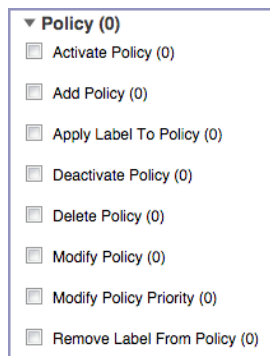 Policy (0)
Activate Policy (0)
Add Policy (0)
Apply Label To Policy (0)
Deactivate Policy (0)
Delete Policy (0)
Modify Policy (0)
Modify Policy Priority (0)
Remove Label From Policy (0)